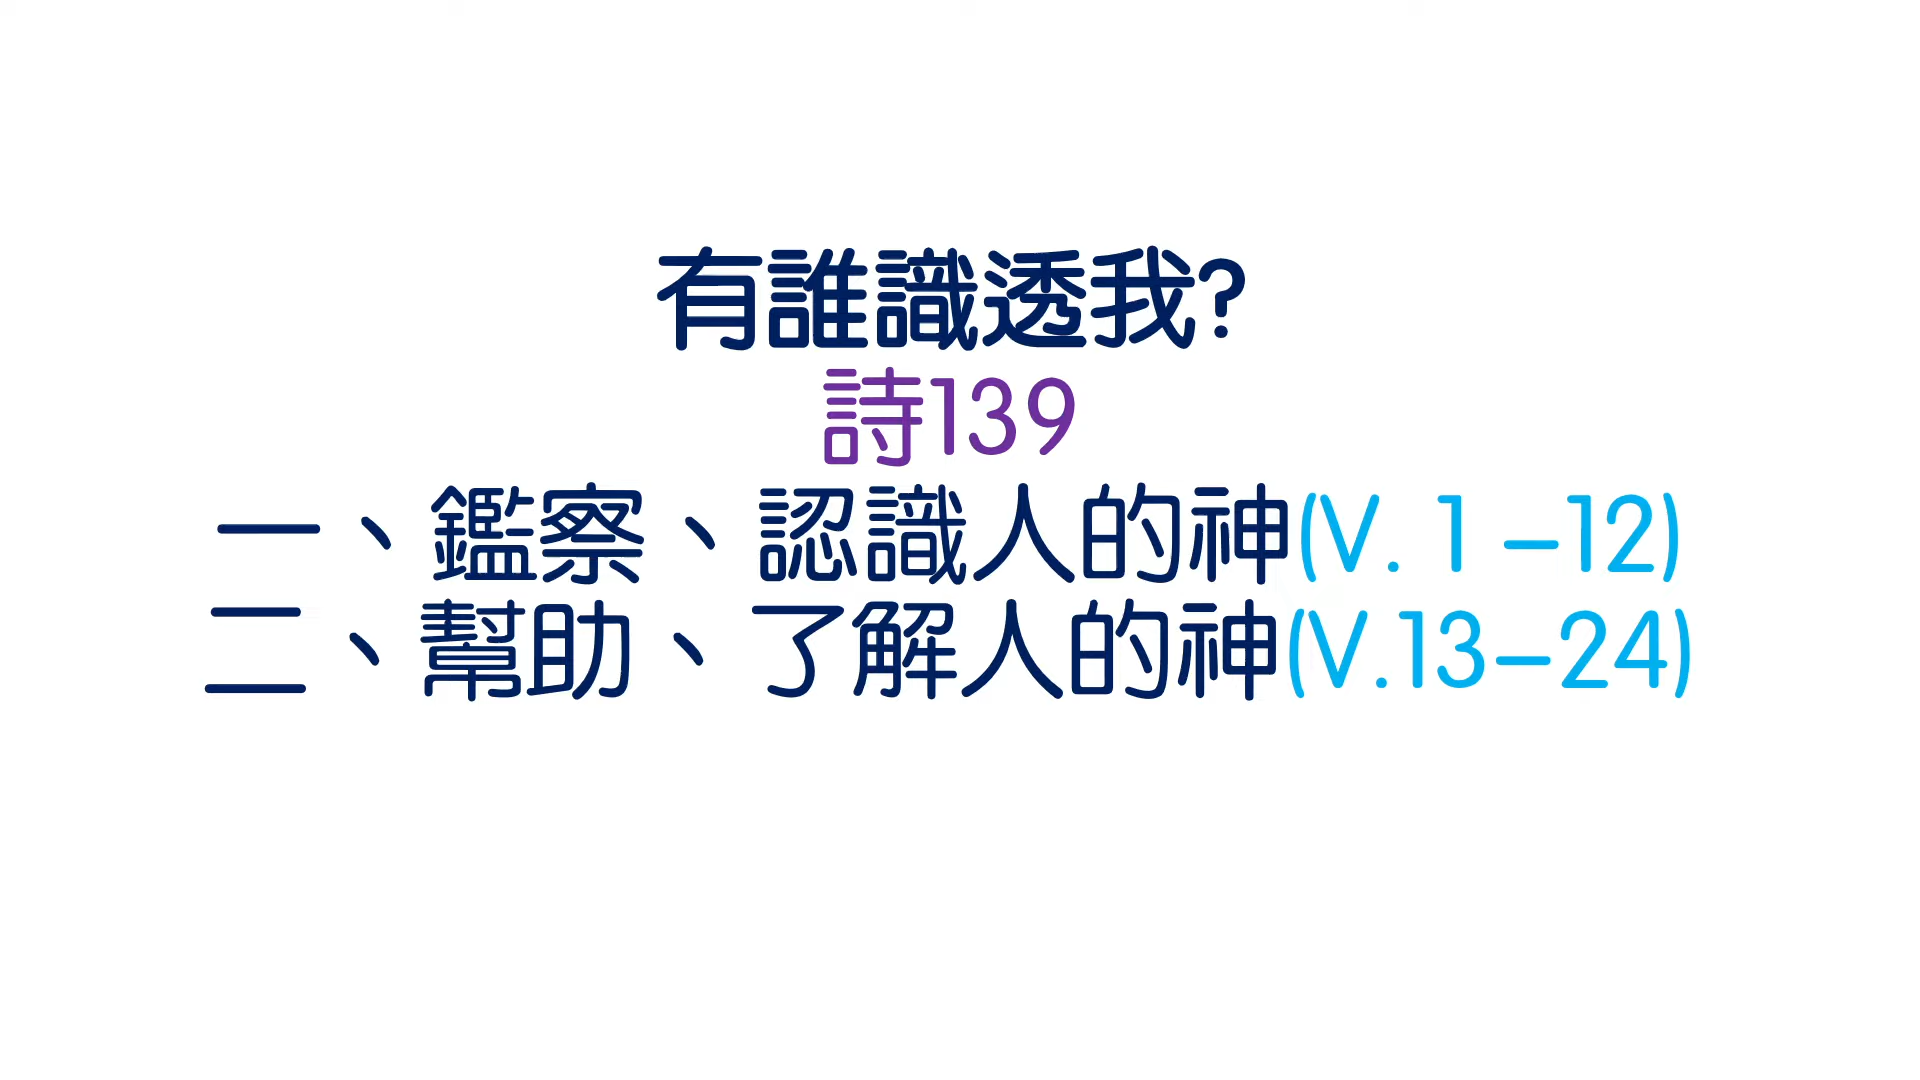 有誰識透我?
詩139
一、鑑察、認識人的神(V. 1 –12)
二、幫助、了解人的神(V.13–24)